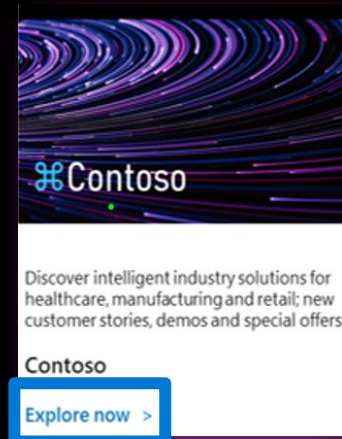 ⌘Contoso
Discover intelligent industry solutions for
healthcare, manufacturing and retail; new
customer stories, demos and special offers
Contoso
Explore now >